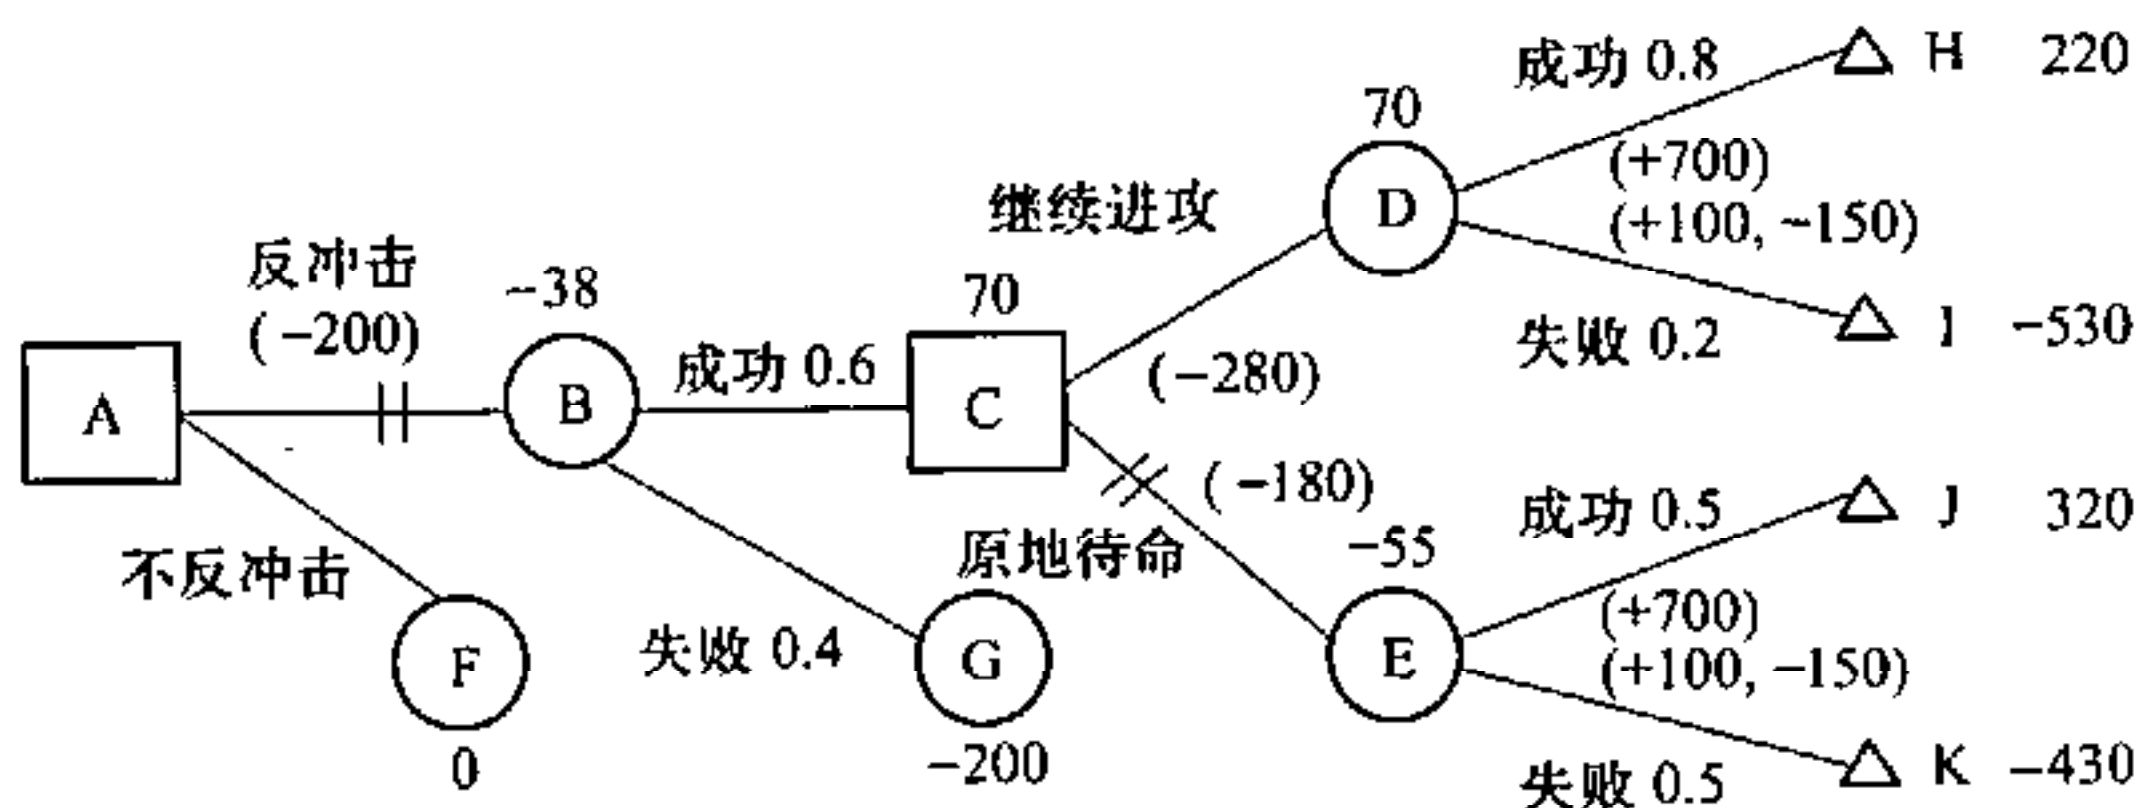 成功 0.8
H 220
70
(+700)
继续进攻
D
(+100, -150)
反冲击
-38
70
(-200)
失败 0.2
I -530
成功 0.6
(-280)
A
B
C
(-180)
成功 0.5
J 320
原地待命
-55
不反冲击
(+700)
失败 0.4
G
E
(+100, -150)
F
0
-200
失败 0.5
K -430